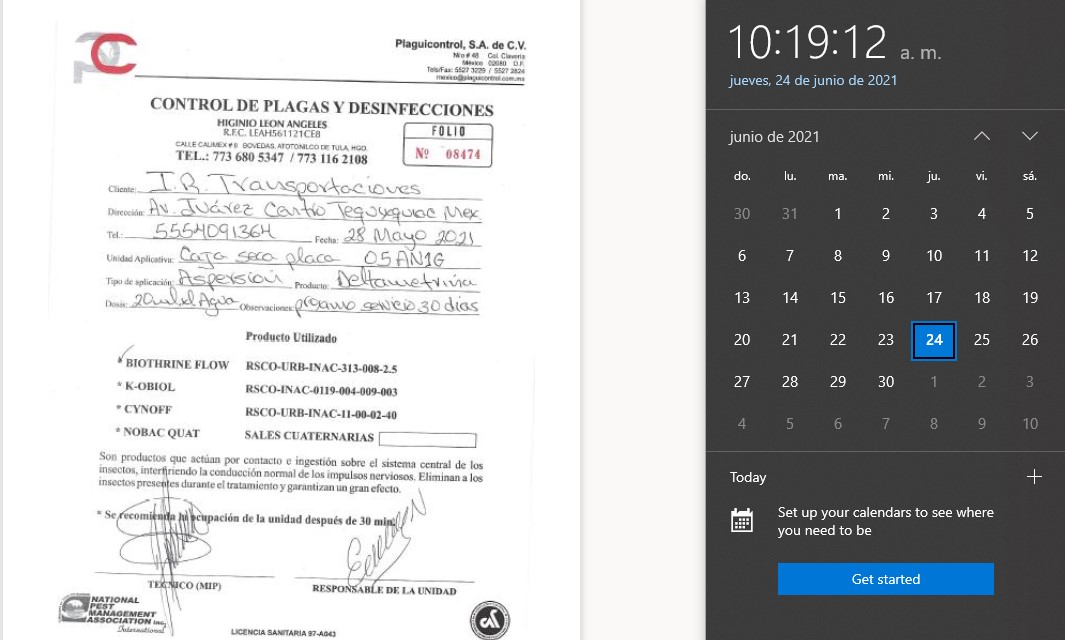 Plaguicontrol, S.A. de C.V.
N/o # 48 Col. Clavería
México 02080 D.F.
Tels/Fax: 5527 3229 / 5527 2824
mexico@plaguicontrol.com.mx
CONTROL DE PLAGAS Y DESINFECCIONES
HIGINIO LEON ANGELES
R.F.C. LEAH561121CE8
CALLE CALIMEX # 8 BOVEDAS, ATOTONILCO DE TULA, HGO.
TEL.: 773 680 5347 / 773 116 2108
FOLIO
Nº 08474
Cliente: I.R. Transportaciones
Dirección: Av. Juárez Centro Tequixquiac Mex
Tel.: 5554091364 Fecha: 28 Mayo 2021
Unidad Aplicativa: Caja seca placa 05AN1G
Tipo de aplicación: Aspersión Producto: Deltametrina
Dosis: 20ml.xl Agua Observaciones: próximo servicio 30 días
Producto Utilizado
* BIOTHRINE FLOW RSCO-URB-INAC-313-008-2.5
* K-OBIOL RSCO-INAC-0119-004-009-003
* CYNOFF RSCO-URB-INAC-11-00-02-40
* NOBAC QUAT SALES CUATERNARIAS
Son productos que actúan por contacto e ingestión sobre el sistema central de los
insectos, interfiriendo la conducción normal de los impulsos nerviosos. Eliminan a los
insectos presentes durante el tratamiento y garantizan un gran efecto.
* Se recomienda la ocupación de la unidad después de 30 min.
TECNICO (MIP)
RESPONSABLE DE LA UNIDAD
NATIONAL
PEST
MANAGEMENT
ASSOCIATION Inc.
International
LICENCIA SANITARIA 97-A043
10:19:12 a. m.
jueves, 24 de junio de 2021
junio de 2021
do. lu. ma. mi. ju. vi. sá.
30 31 1 2 3 4 5
6 7 8 9 10 11 12
13 14 15 16 17 18 19
20 21 22 23 24 25 26
27 28 29 30 1 2 3
4 5 6 7 8 9 10
Today
Set up your calendars to see where
you need to be
Get started